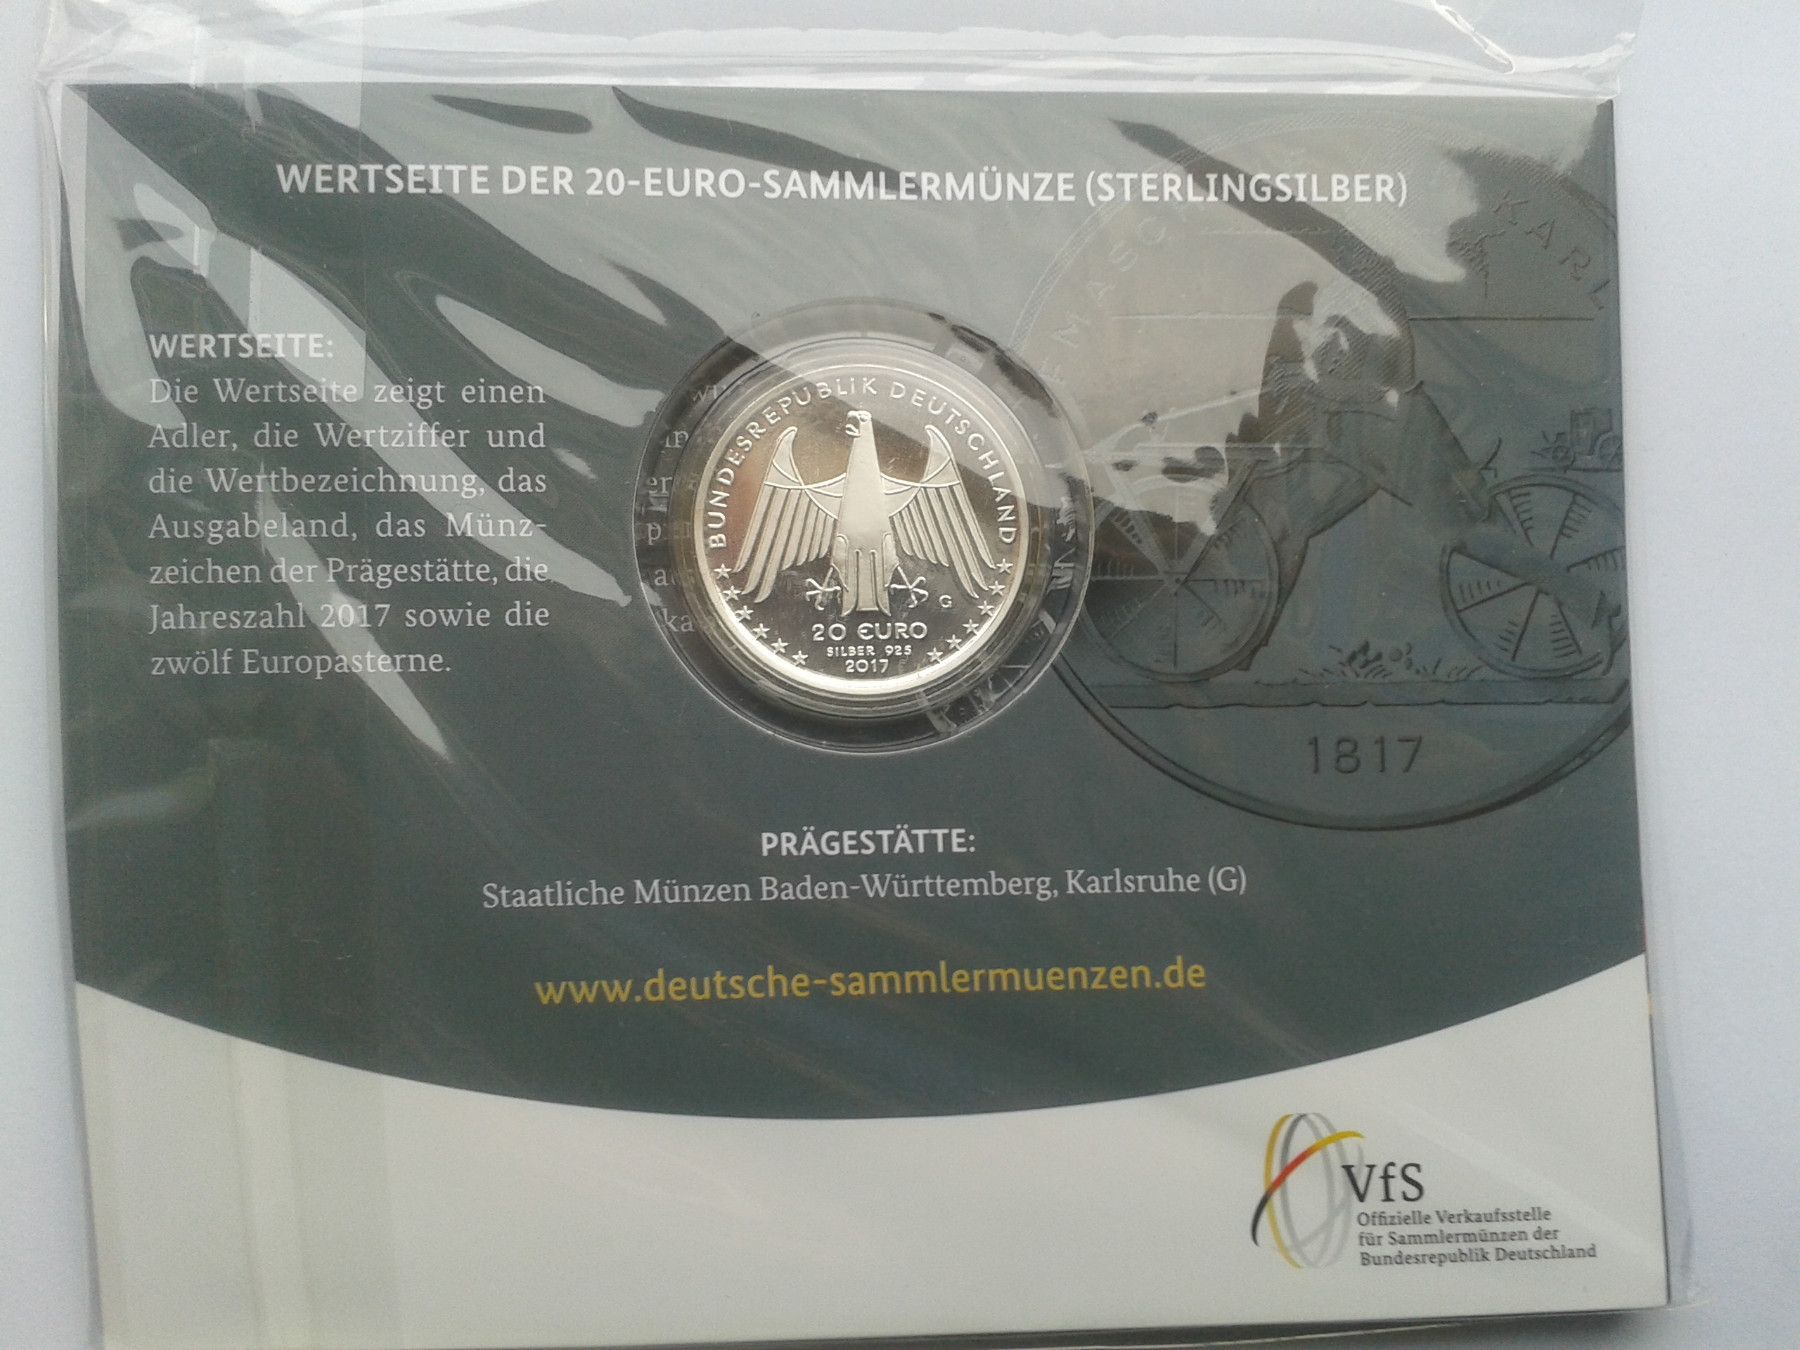 WERTSEITE DER 20-EURO-SAMMLERMÜNZE (STERLINGSILBER)
WERTSEITE:
Die Wertseite zeigt einen
Adler, die Wertziffer und
die Wertbezeichnung, das
Ausgabeland, das Münz-
zeichen der Prägestätte, die
Jahreszahl 2017 sowie die
zwölf Europasterne.
BUNDESREPUBLIK DEUTSCHLAND
G
20 EURO
SILBER 925
2017
KARL
1817
PRÄGESTÄTTE:
Staatliche Münzen Baden-Württemberg, Karlsruhe (G)
www.deutsche-sammlermuenzen.de
VfS
Offizielle Verkaufsstelle
für Sammlermünzen der
Bundesrepublik Deutschland